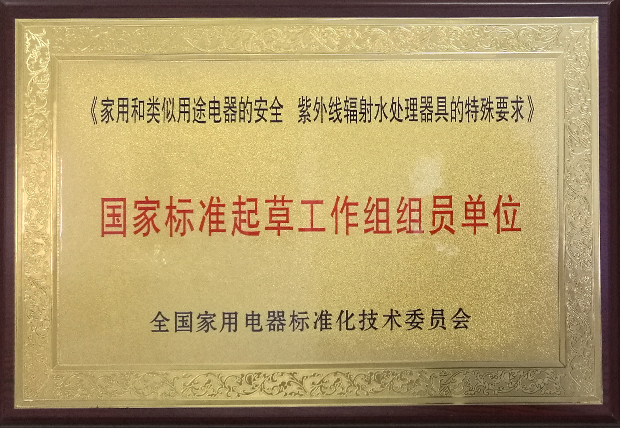 《家用和类似用途电器的安全 紫外线辐射水处理器具的特殊要求》
国家标准起草工作组组员单位
全国家用电器标准化技术委员会